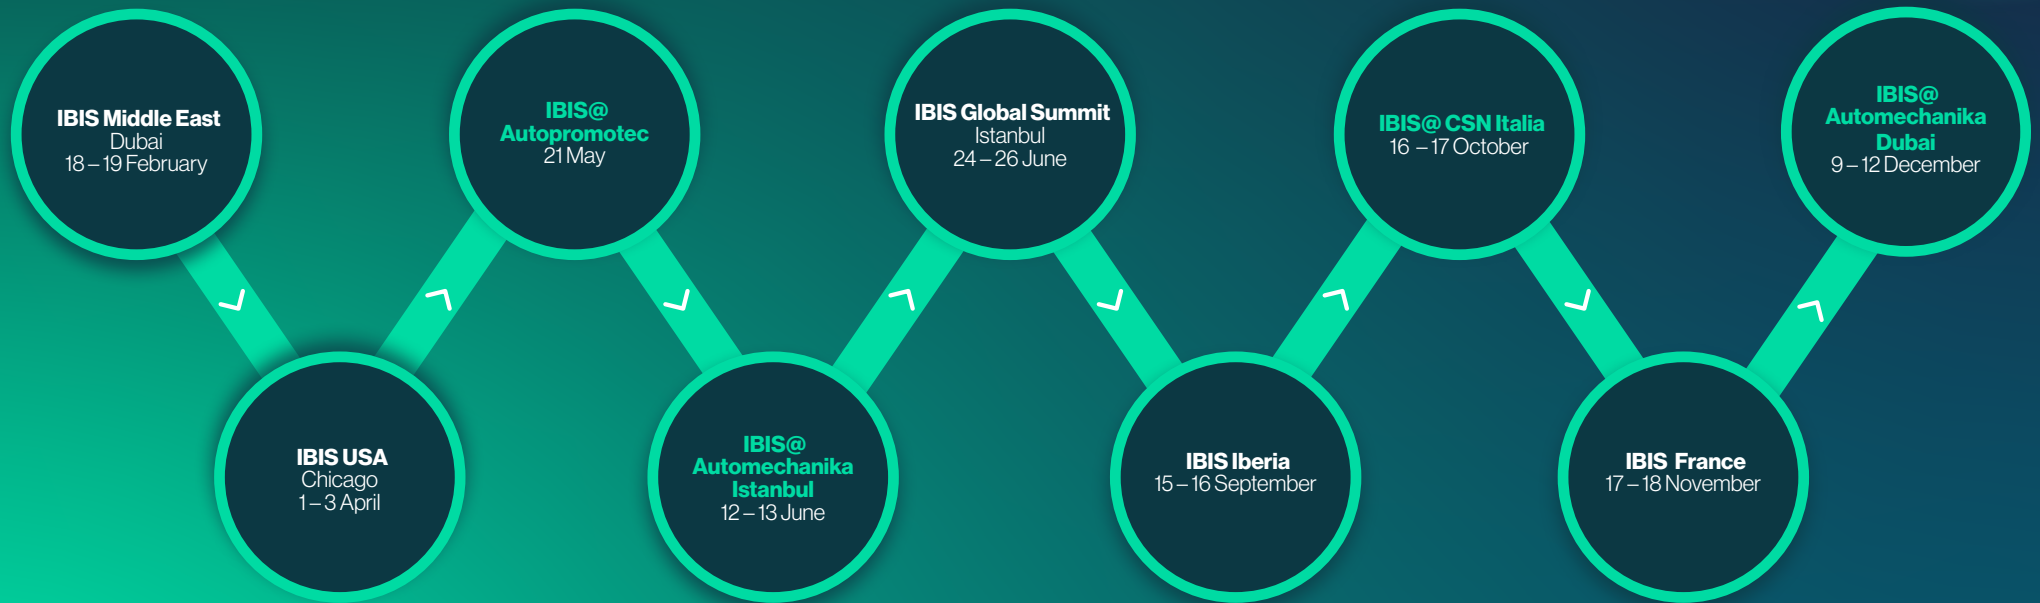 IBIS Middle East
Dubai
18 – 19 February
IBIS USA
Chicago
1 – 3 April
IBIS@
Autopromotec
21 May
IBIS@
Automechanika
Istanbul
12 – 13 June
IBIS Global Summit
Istanbul
24 – 26 June
IBIS Iberia
15 – 16 September
IBIS@ CSN Italia
16 – 17 October
IBIS France
17 – 18 November
IBIS@
Automechanika
Dubai
9 – 12 December